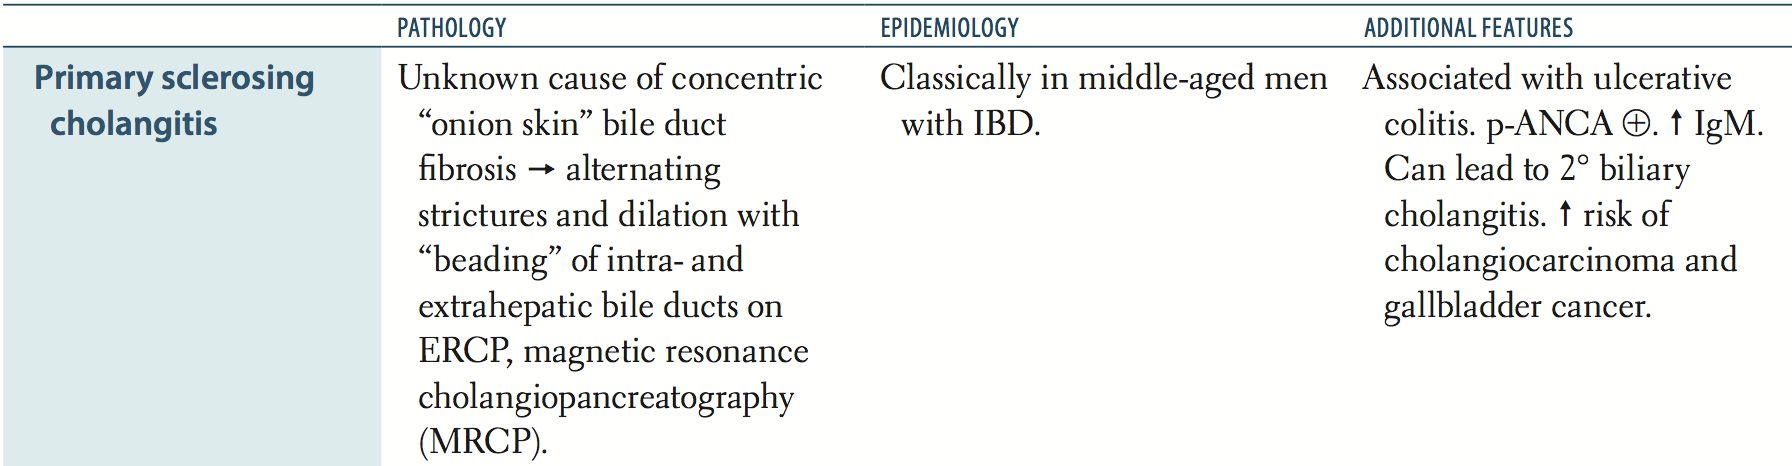 PATHOLOGY
EPIDEMIOLOGY
ADDITIONAL FEATURES
Primary sclerosing
cholangitis
Unknown cause of concentric
“onion skin” bile duct
fibrosis → alternating
strictures and dilation with
“beading” of intra- and
extrahepatic bile ducts on
ERCP, magnetic resonance
cholangiopancreatography
(MRCP).
Classically in middle-aged men
with IBD.
Associated with ulcerative
colitis. p-ANCA ⊕. ↑ IgM.
Can lead to 2° biliary
cholangitis. ↑ risk of
cholangiocarcinoma and
gallbladder cancer.